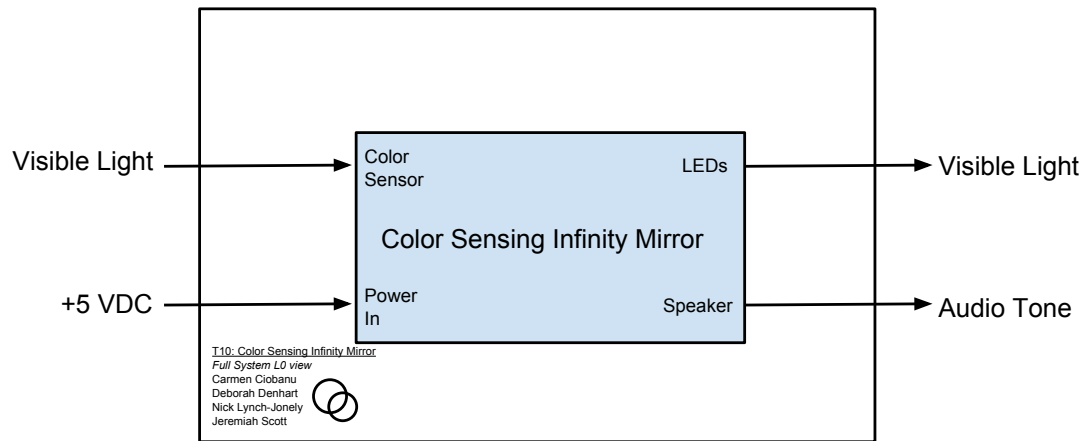 Visible Light
Color
Sensor
LEDs
Visible Light
Color Sensing Infinity Mirror
+5 VDC
Power
In
Speaker
Audio Tone
T10: Color Sensing Infinity Mirror
Full System L0 view
Carmen Ciobanu
Deborah Denhart
Nick Lynch-Jonely
Jeremiah Scott